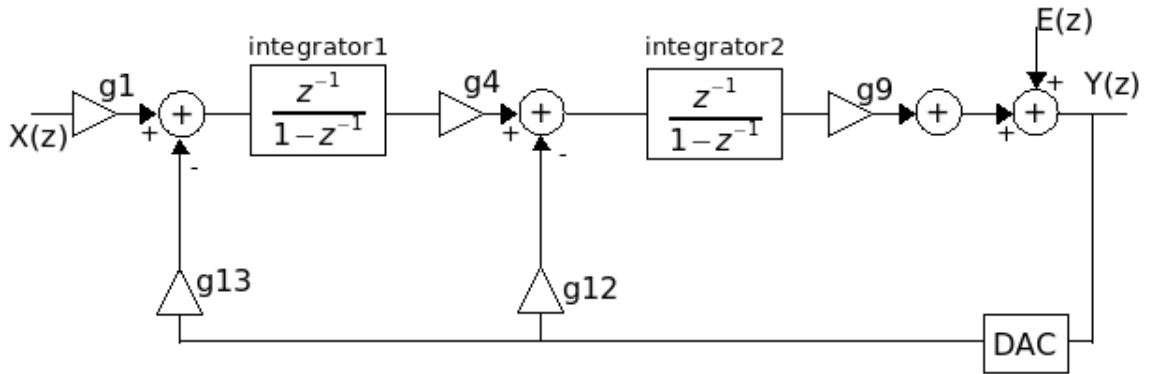 E(z)
integrator1
integrator2
g1
z⁻¹
1−z⁻¹
g4
z⁻¹
1−z⁻¹
g9
+
Y(z)
X(z)
+
+
+
+
+
+
+
+
-
-
g13
g12
DAC